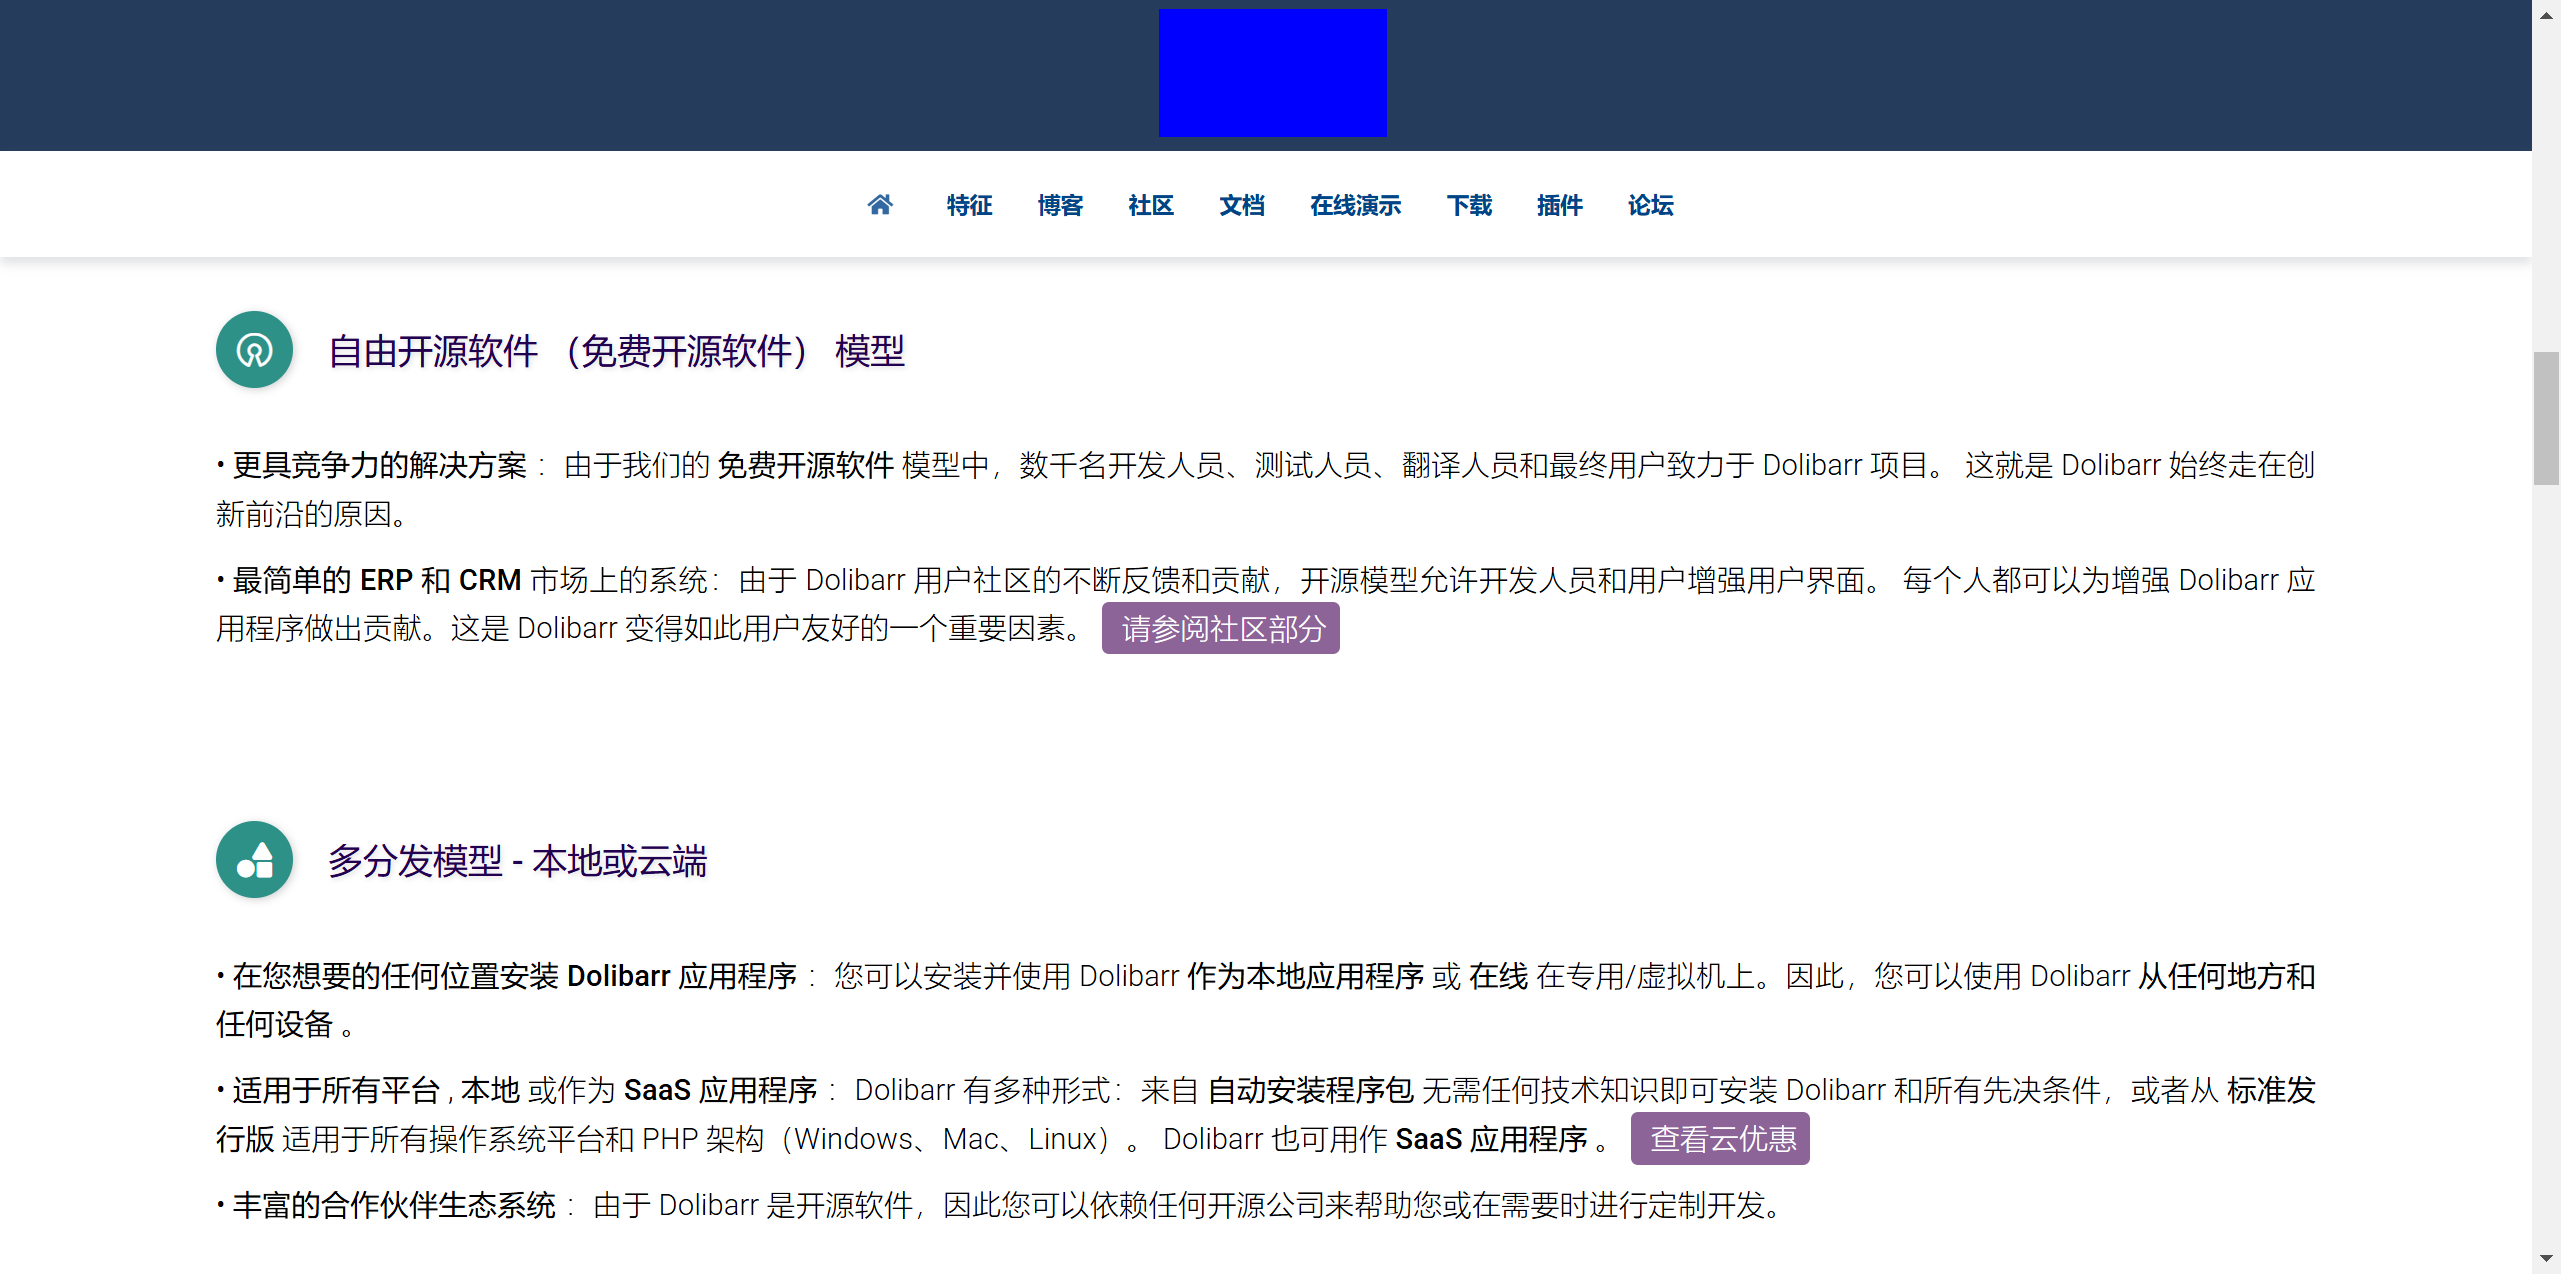 特征 博客 社区 文档 在线演示 下载 插件 论坛
自由开源软件 （免费开源软件） 模型
• 更具竞争力的解决方案 ： 由于我们的 免费开源软件 模型中，数千名开发人员、测试人员、翻译人员和最终用户致力于 Dolibarr 项目。 这就是 Dolibarr 始终走在创
新前沿的原因。
• 最简单的 ERP 和 CRM 市场上的系统：由于 Dolibarr 用户社区的不断反馈和贡献，开源模型允许开发人员和用户增强用户界面。 每个人都可以为增强 Dolibarr 应
用程序做出贡献。这是 Dolibarr 变得如此用户友好的一个重要因素。 请参阅社区部分
多分发模型 - 本地或云端
• 在您想要的任何位置安装 Dolibarr 应用程序 ： 您可以安装并使用 Dolibarr 作为本地应用程序 或 在线 在专用/虚拟机上。因此，您可以使用 Dolibarr 从任何地方和
任何设备 。
• 适用于所有平台 , 本地 或作为 SaaS 应用程序 ： Dolibarr 有多种形式：来自 自动安装程序包 无需任何技术知识即可安装 Dolibarr 和所有先决条件，或者从 标准发
行版 适用于所有操作系统平台和 PHP 架构（Windows、Mac、Linux）。 Dolibarr 也可用作 SaaS 应用程序 。 查看云优惠
• 丰富的合作伙伴生态系统 ： 由于 Dolibarr 是开源软件，因此您可以依赖任何开源公司来帮助您或在需要时进行定制开发。